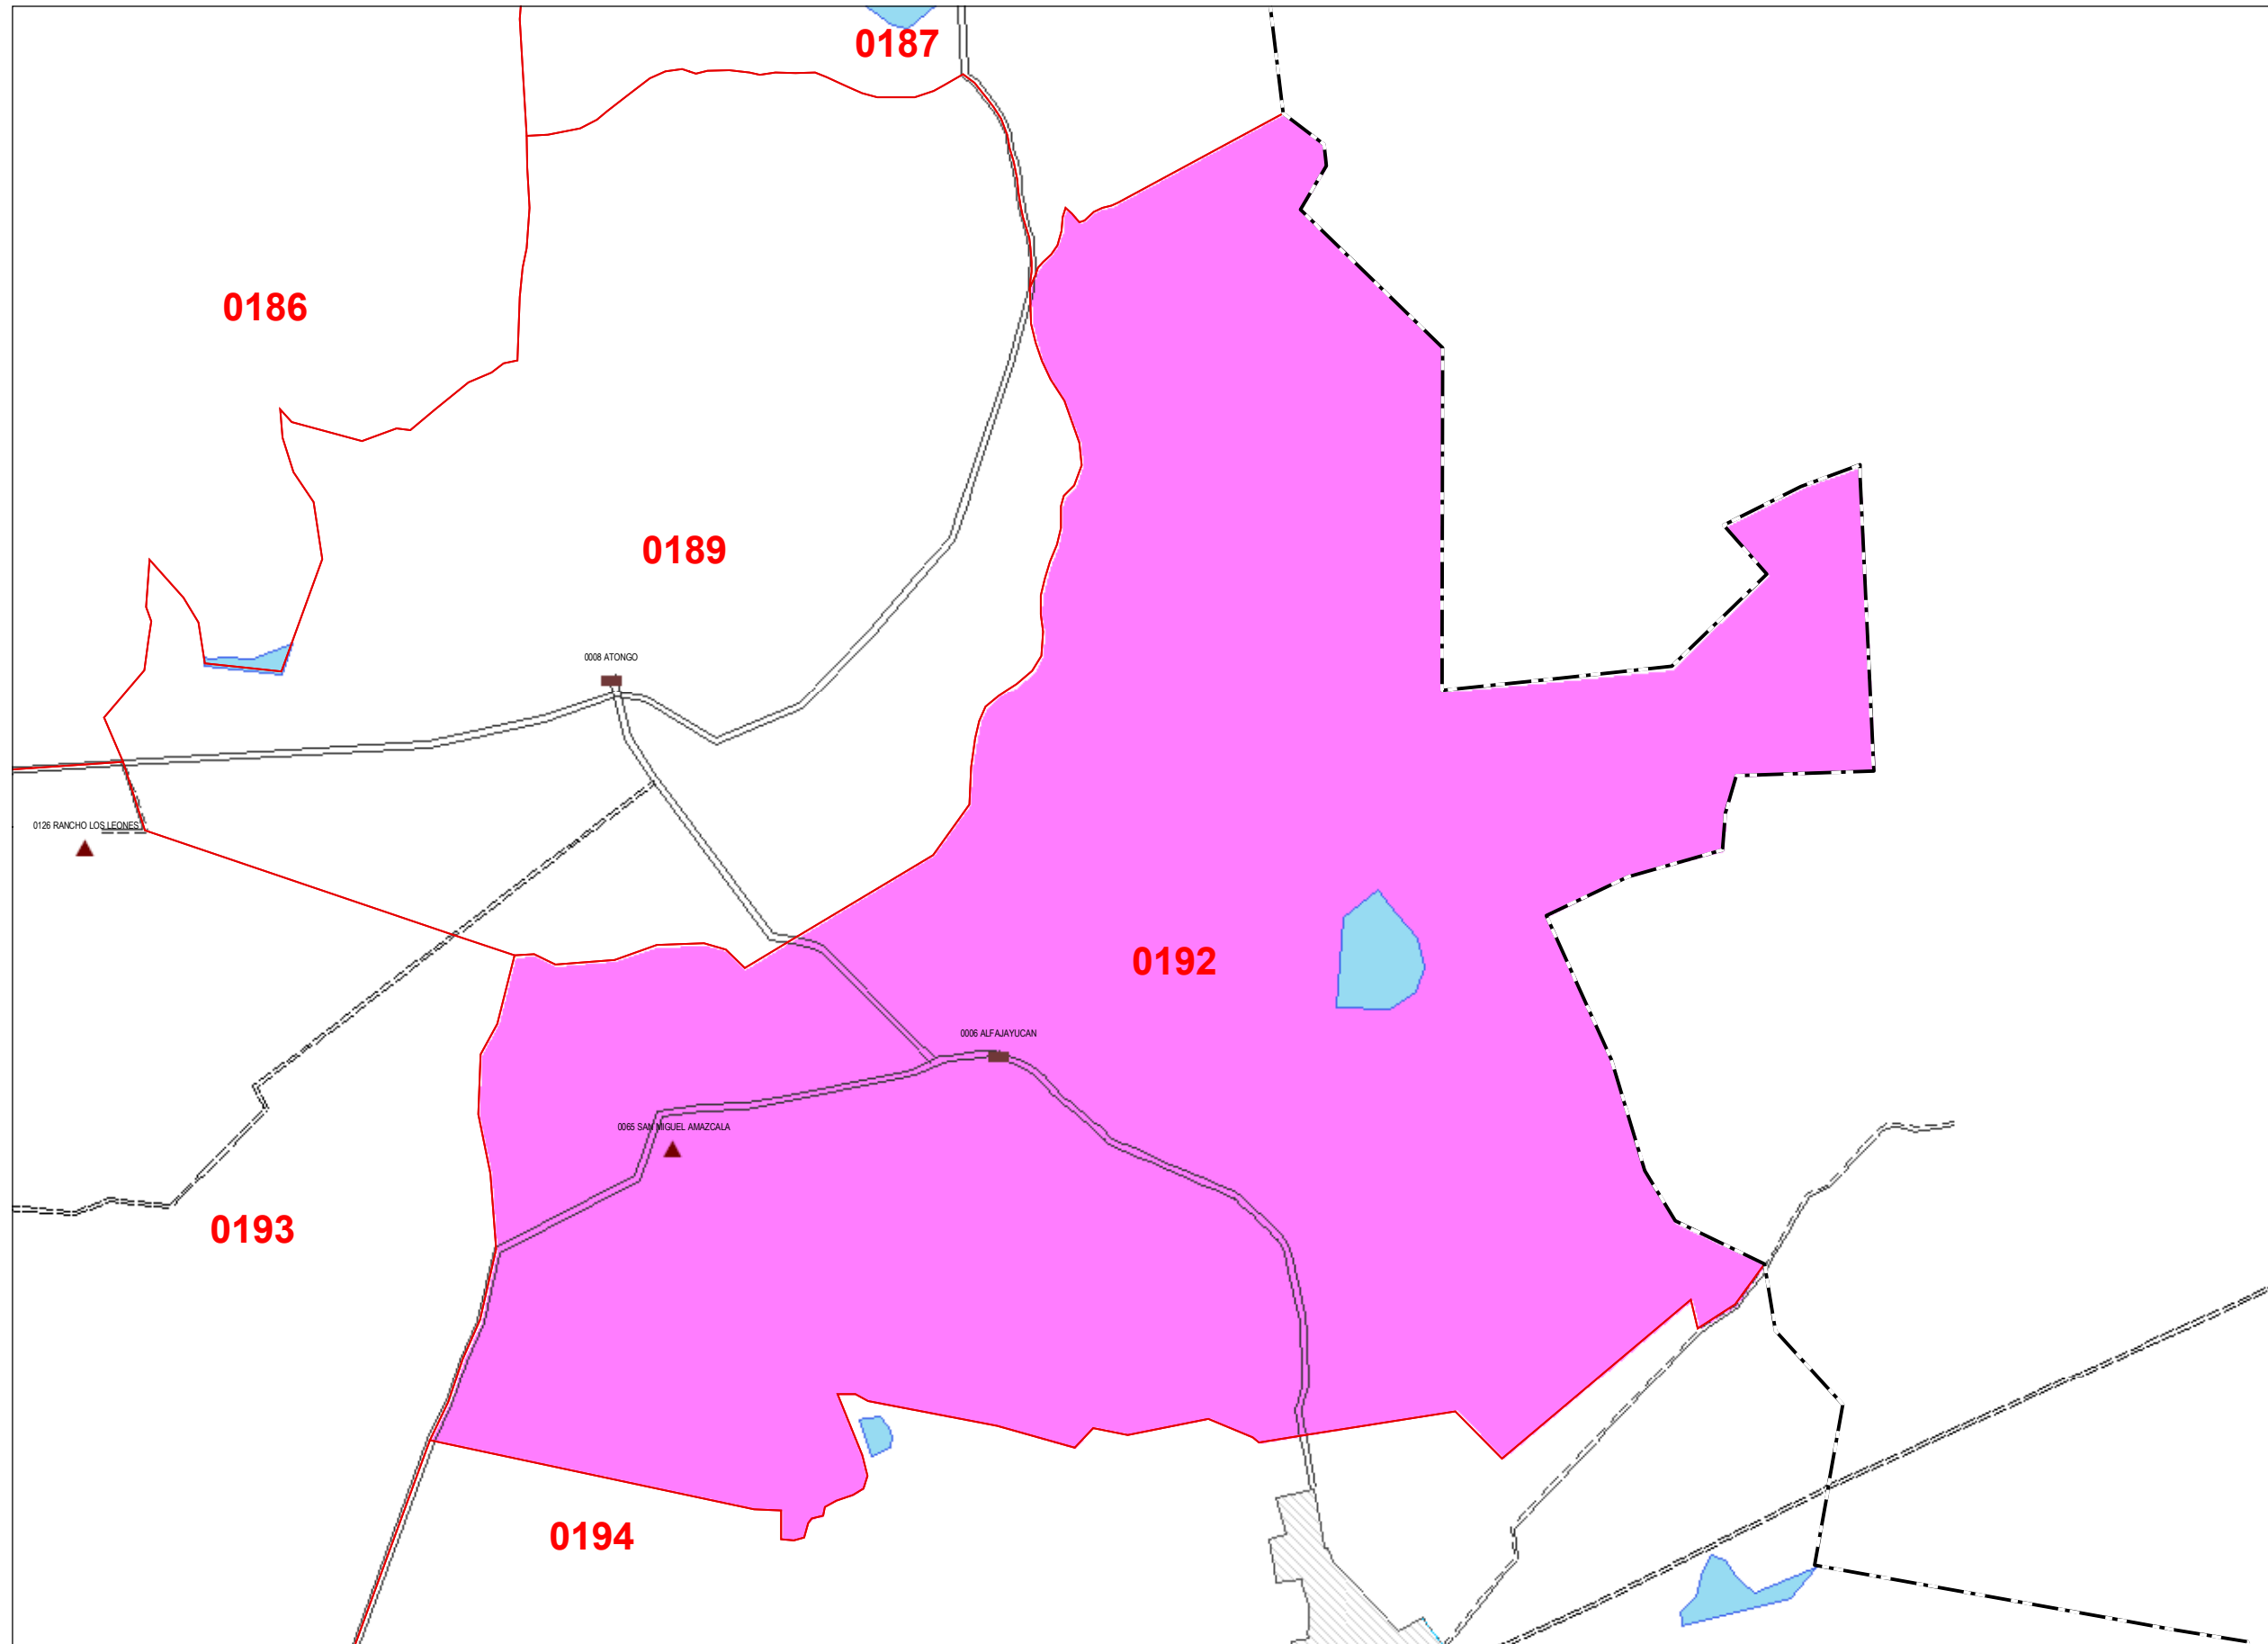 0187
0186
0189
0008 ATONGO
0126 RANCHO LOS LEONES
0192
0006 ALFAJAYUCAN
0065 SAN MIGUEL AMAZCALA
0193
0194